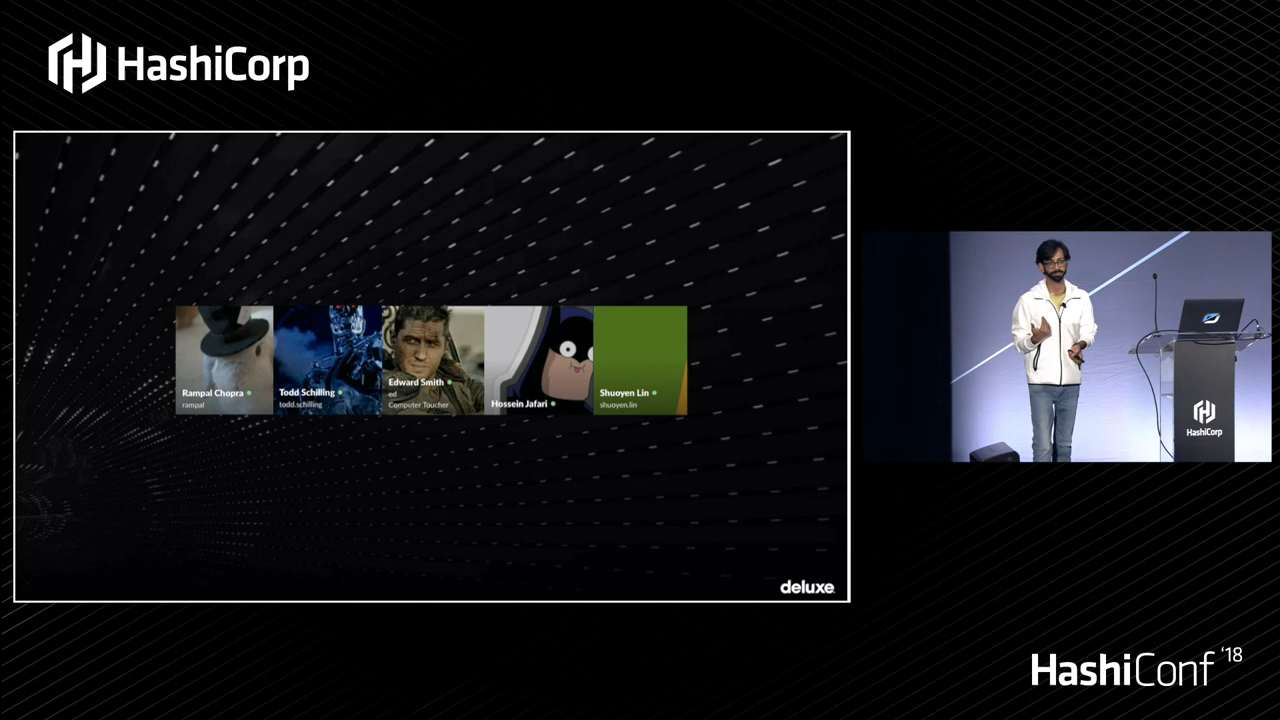 HashiCorp
Rampal Chopra
rampal
Todd Schilling
todd.schilling
Edward Smith
ed
Computer Toucher
Hossein Jafari
Shuoyen Lin
shuoyen.lin
deluxe
HashiCorp
HashiConf '18